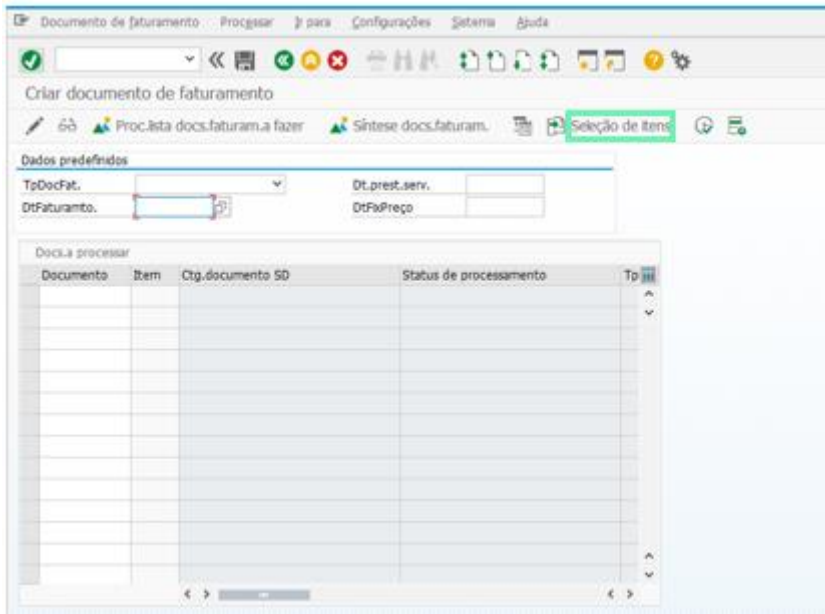 Documento de faturamento Processar Ir para Configurações Sistema Ajuda
Criar documento de faturamento
Proc.lista docs.faturam.a fazer Síntese docs.faturam. Seleção de itens
Dados predefinidos
TpDocFat. Dt.prest.serv.
DtFaturamto. DtFixPreço
Docs.a processar
Documento Item Ctg.documento SD Status de processamento Tp